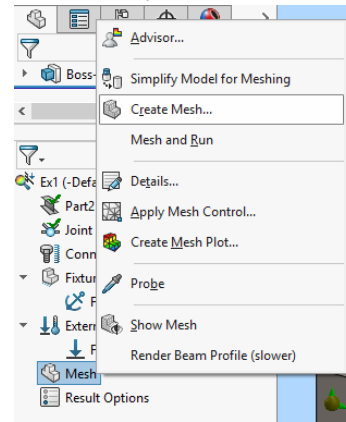 Advisor...
Boss-
Simplify Model for Meshing
Create Mesh...
Mesh and Run
Ex1 (-Defa
Details...
Part2
Apply Mesh Control...
Joint
Create Mesh Plot...
Conn
Fixtur
Probe
F
Extern
Show Mesh
F
Render Beam Profile (slower)
Mesh
Result Options